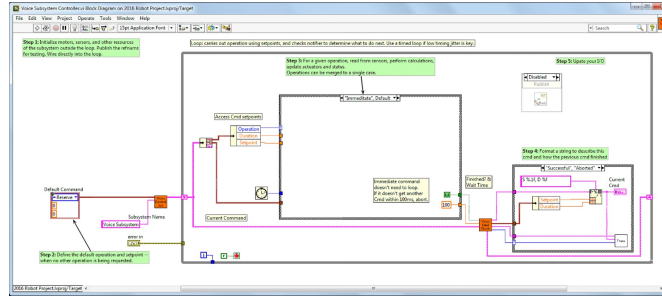 Voice Subsystem Controller.vi Block Diagram on 2016 Robot Project.lvproj/Target
File Edit View Project Operate Tools Window Help
15pt Application Font
Search
Step 1: Initialize motors, sensors, and other resources
of the subsystem outside the loop. Publish the refnums
for testing. Wire directly into the loop.
Loops carries out operation using setpoints, and checks notifier to determine what to do next. Use a timed loop if low timing jitter is key.
Step 3: For a given operation, read from sensors, perform calculations,
update actuators and status.
Operations can be merged to a single case.
Step 5: Upate your I/O
Disabled
"Immeditate", Default
Access Cmd setpoints
Operation
Duration
Setpoint
Step 4: Format a string to describe this
cmd and how the previous cmd finished
"Successful", "Aborted"
Immediate command
doesn't need to loop.
If it doesn't get another
Cmd within 100ms, abort.
Finished? &
Wait Time
100
S %.1f, D %f
Current
Cmd
Setpoint
Duration
Default Command
Reserve
0
0
Current Command
Subsystem Name
Voice Subsystem
error in
Step 2: Define the default operation and setpoint --
when no other operation is being requested.
i
2016 Robot Project.lvproj/Target